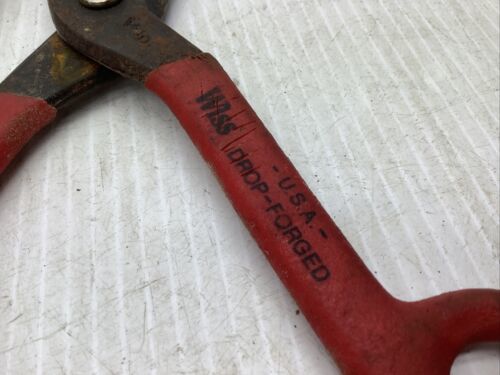 Wiss
- U.S.A. -
DROP-FORGED